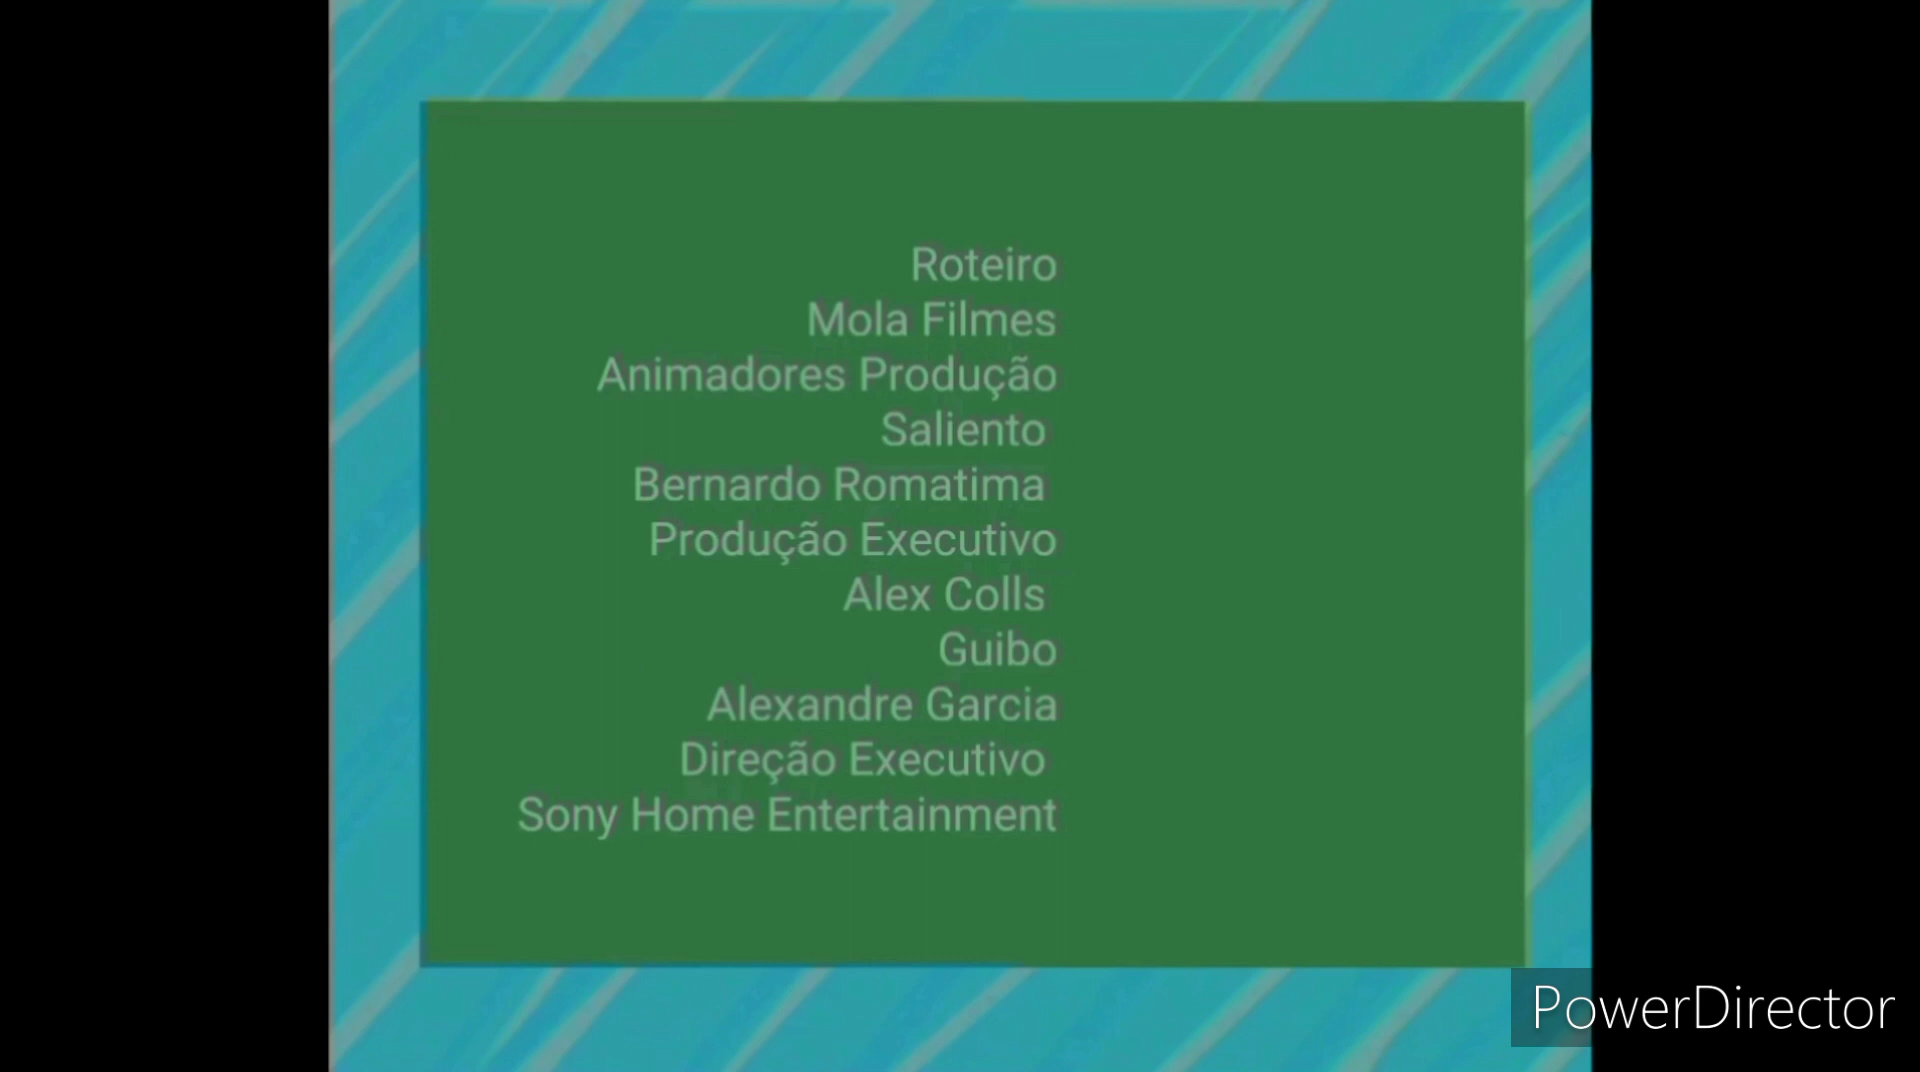 Roteiro
Mola Filmes
Animadores Produção
Saliento
Bernardo Romatima
Produção Executivo
Alex Colls
Guibo
Alexandre Garcia
Direção Executivo
Sony Home Entertainment
PowerDirector